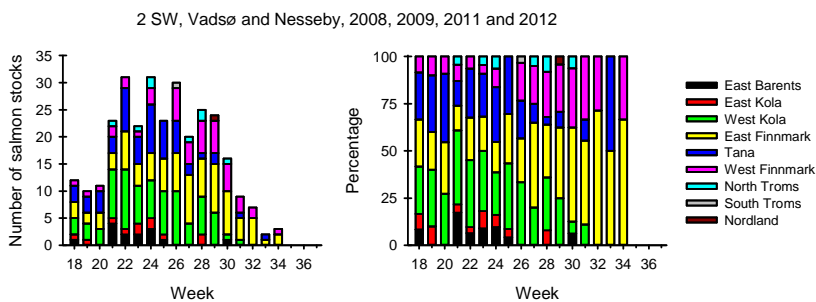 2 SW, Vadsø and Nesseby, 2008, 2009, 2011 and 2012
Number of salmon stocks
35
30
25
20
15
10
5
0
18 20 22 24 26 28 30 32 34 36
Week
Percentage
100
75
50
25
0
18 20 22 24 26 28 30 32 34 36
Week
East Barents
East Kola
West Kola
East Finnmark
Tana
West Finnmark
North Troms
South Troms
Nordland